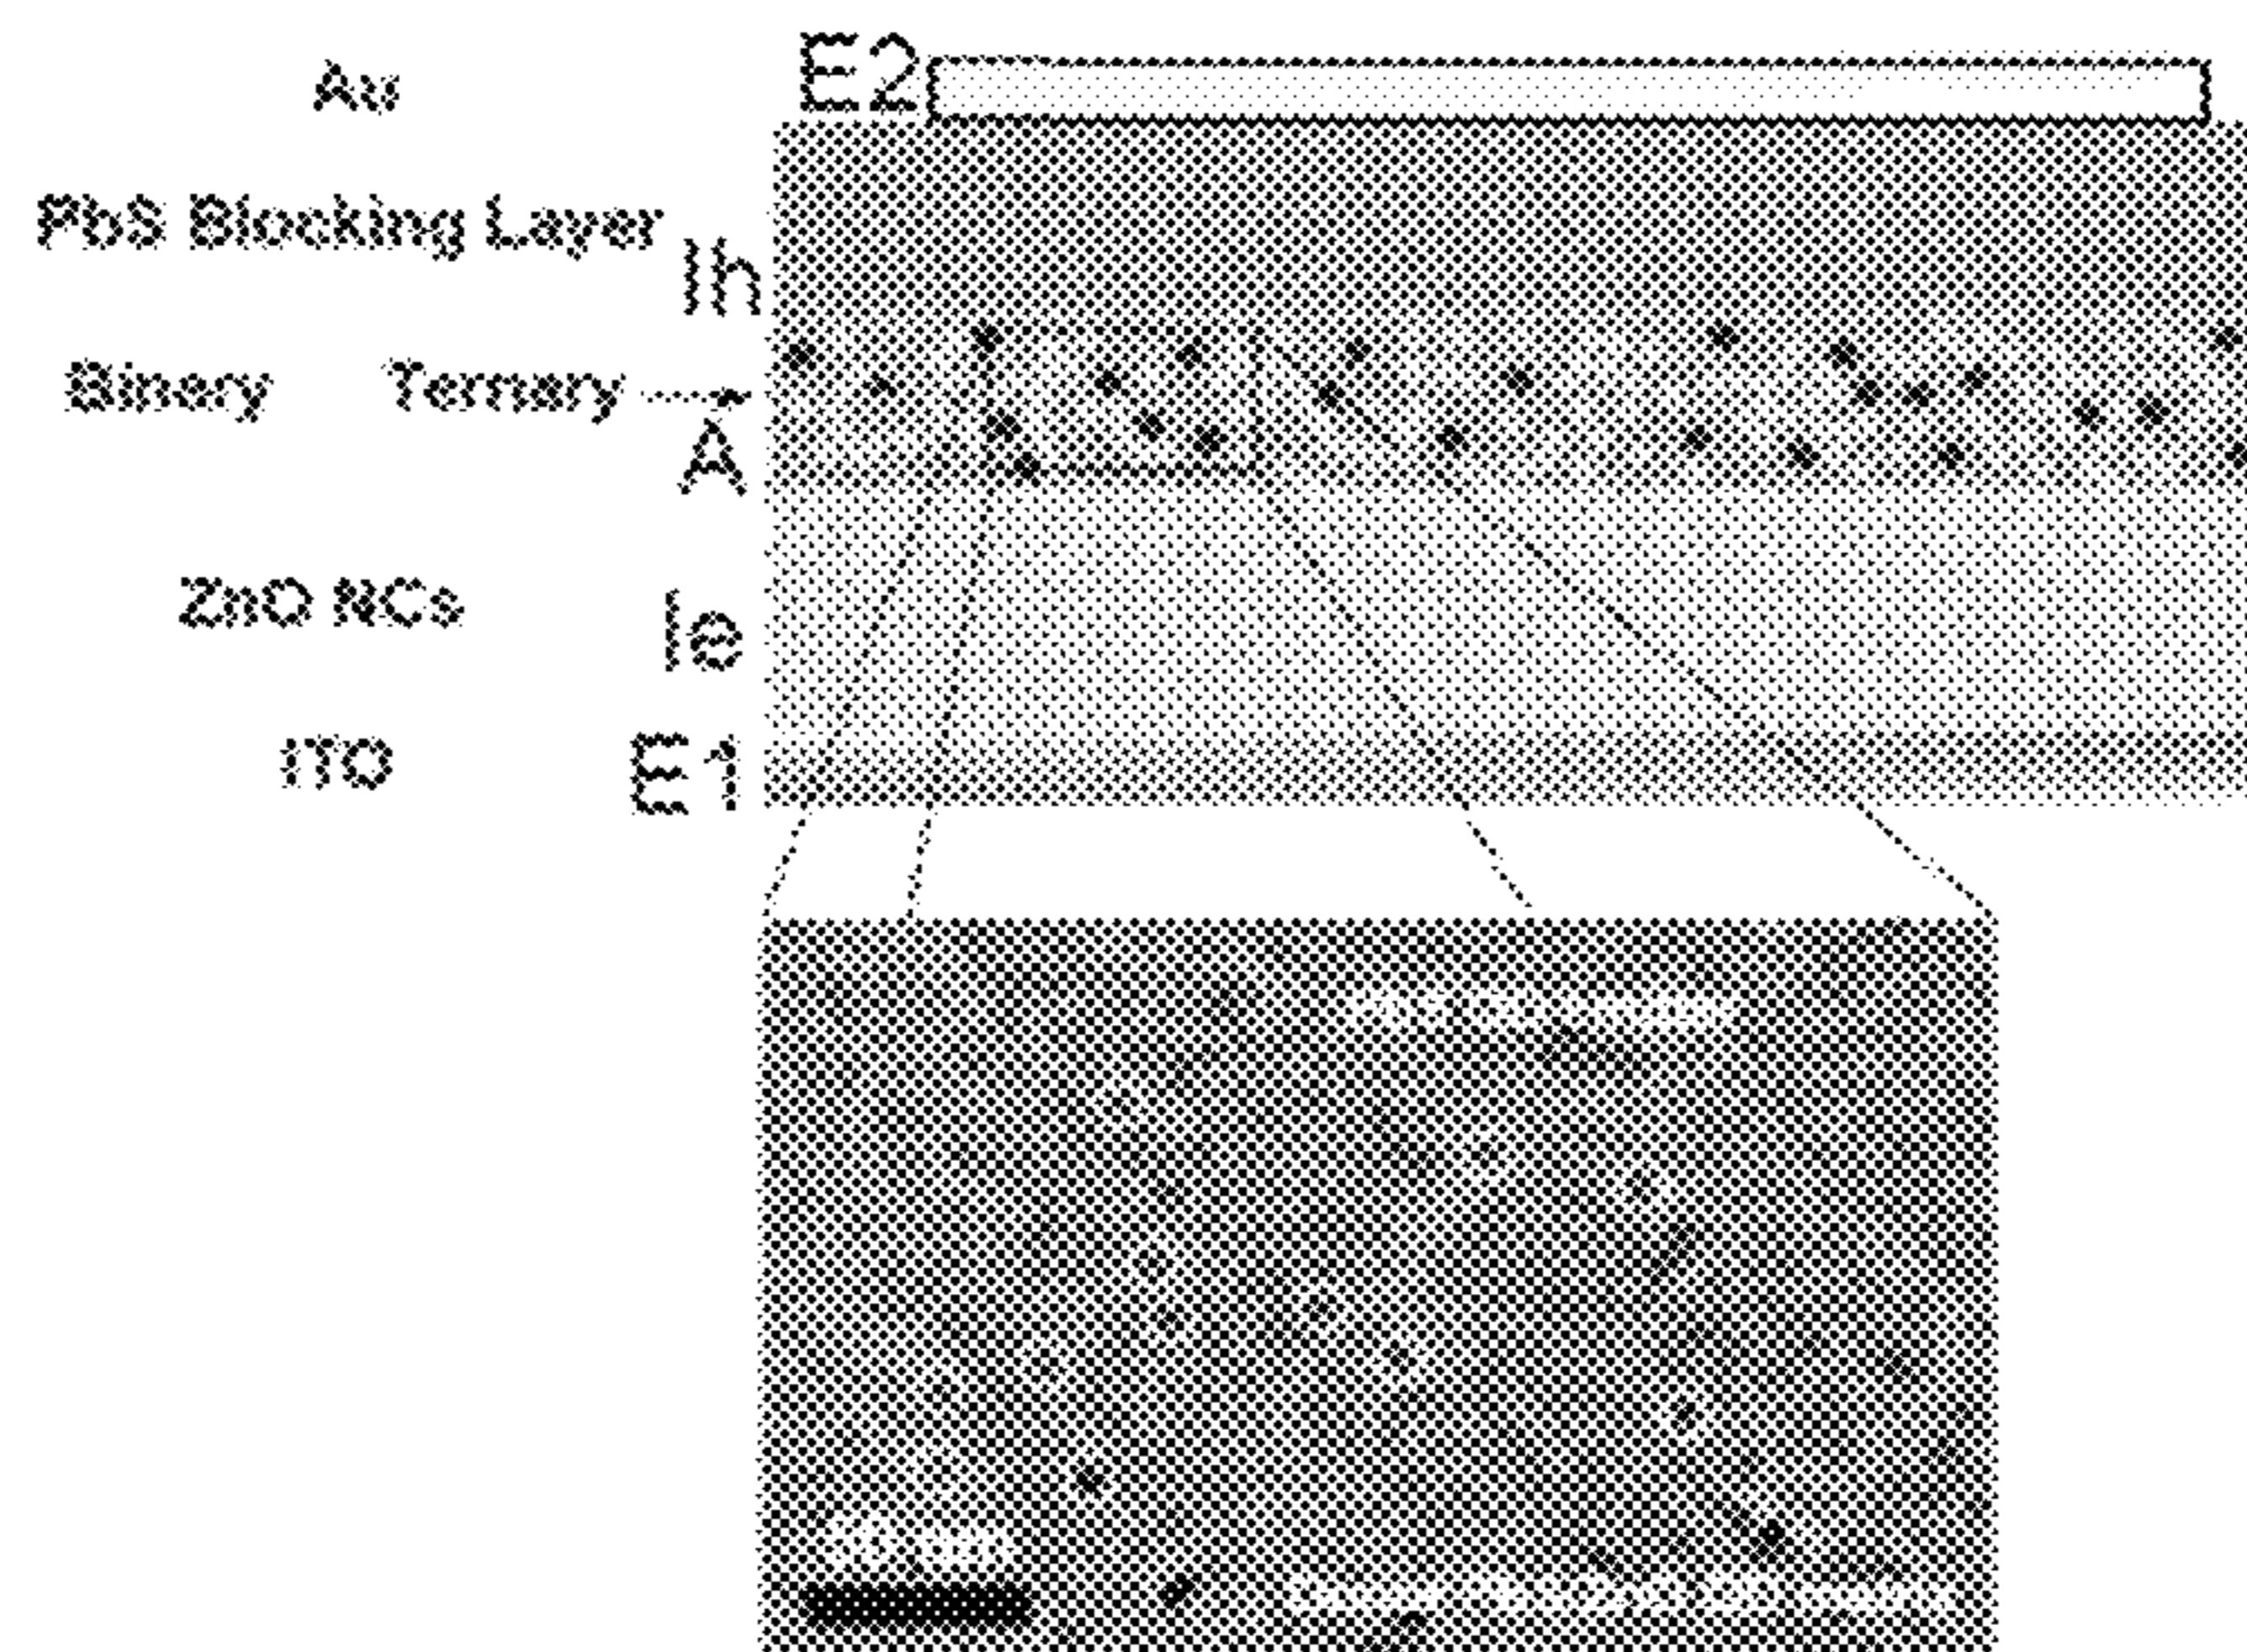 Au E2
PbS Blocking Layer
Ih
Binary Ternary
A
ZnO NCs Ie
ITO E1